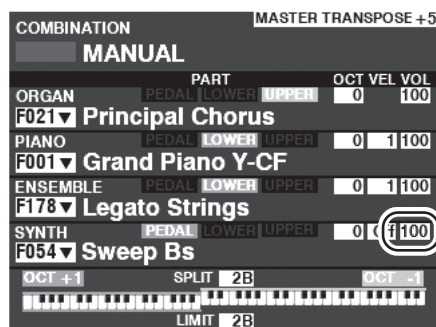 MASTER TRANSPOSE +5
COMBINATION
MANUAL
PART OCT VEL VOL
ORGAN PEDAL LOWER UPPER 0 100
F021▼ Principal Chorus
PIANO PEDAL LOWER UPPER 0 1 100
F001▼ Grand Piano Y-CF
ENSEMBLE PEDAL LOWER UPPER 0 1 100
F178▼ Legato Strings
SYNTH PEDAL LOWER UPPER 0 100
F054▼ Sweep Bs
OCT +1 SPLIT 2B OCT -1
LIMIT 2B